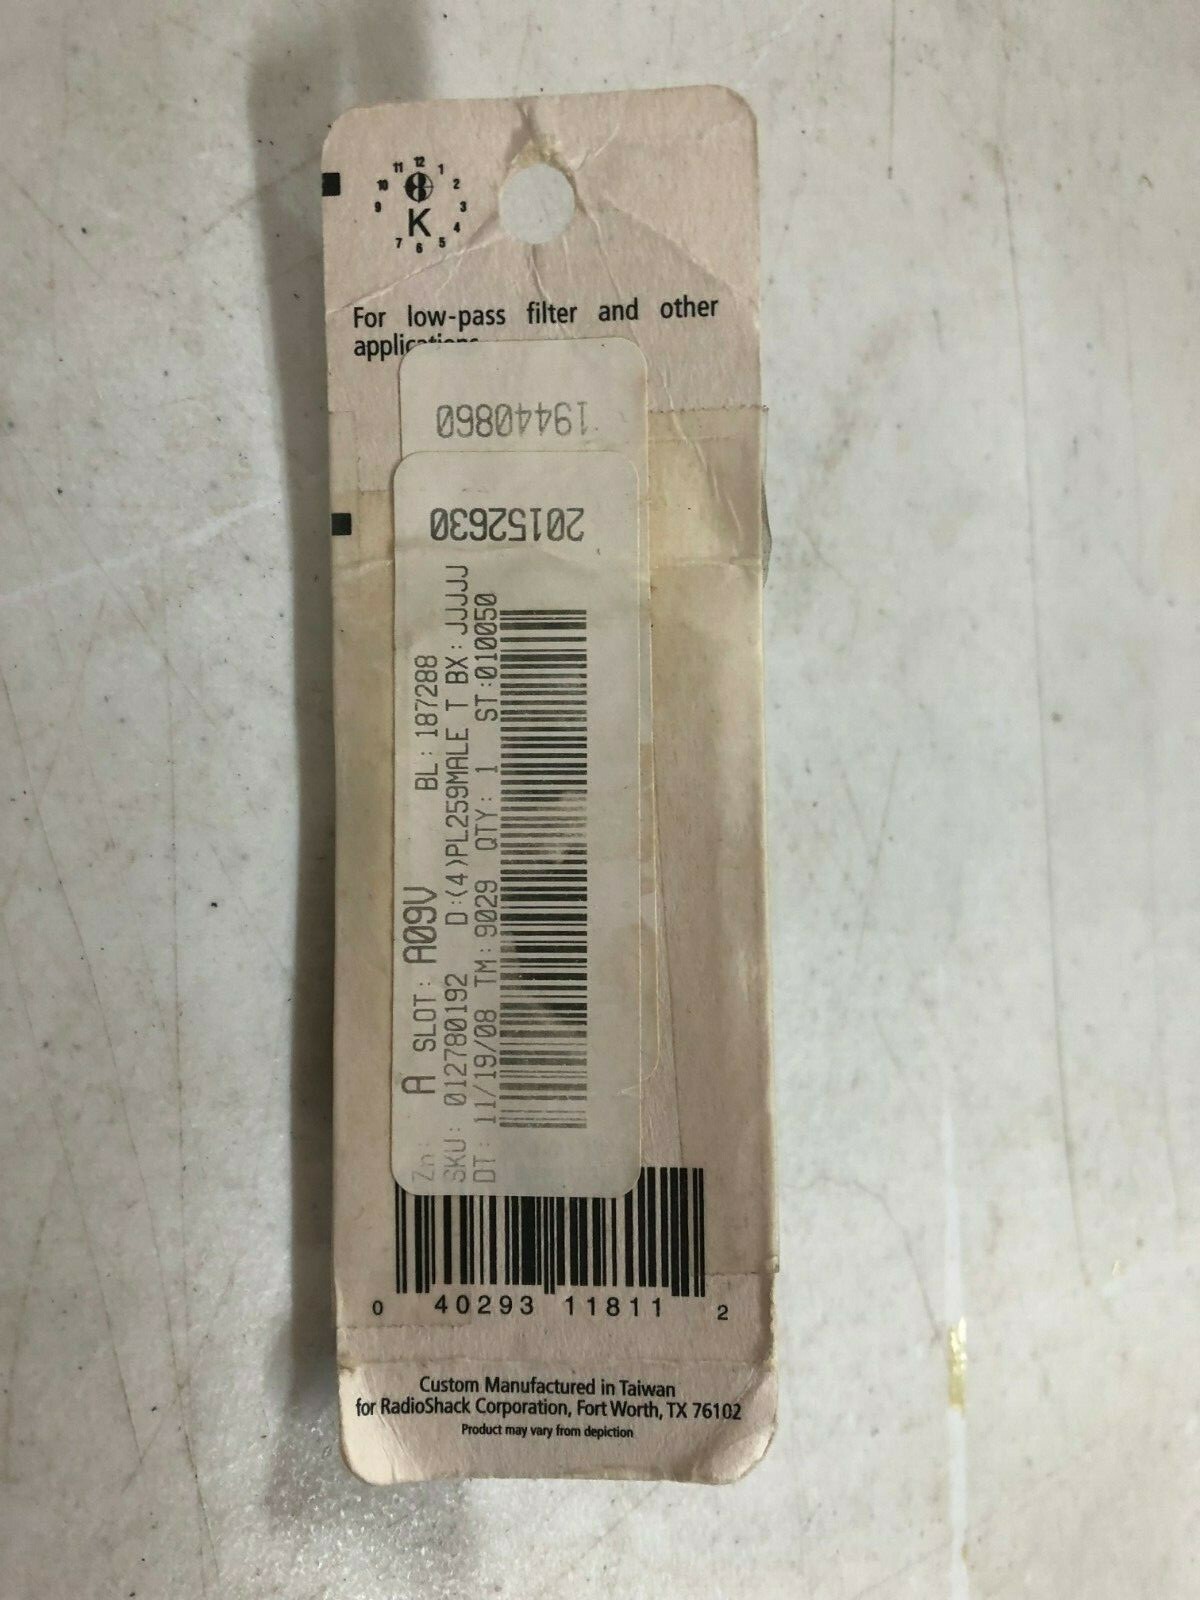 11 12 1
10 2
9 3
K 4
7 6 5
For low-pass filter and other
applications.
19440860
20152630
A SLOT: A09V BL: 187288
SKU: 012780192 D:(4)PL259MALE T BX:JJJJJ
DT: 11/19/08 TM:9029 QTY: 1 ST:010050
0 40293 11811 2
Custom Manufactured in Taiwan
for RadioShack Corporation, Fort Worth, TX 76102
Product may vary from depiction